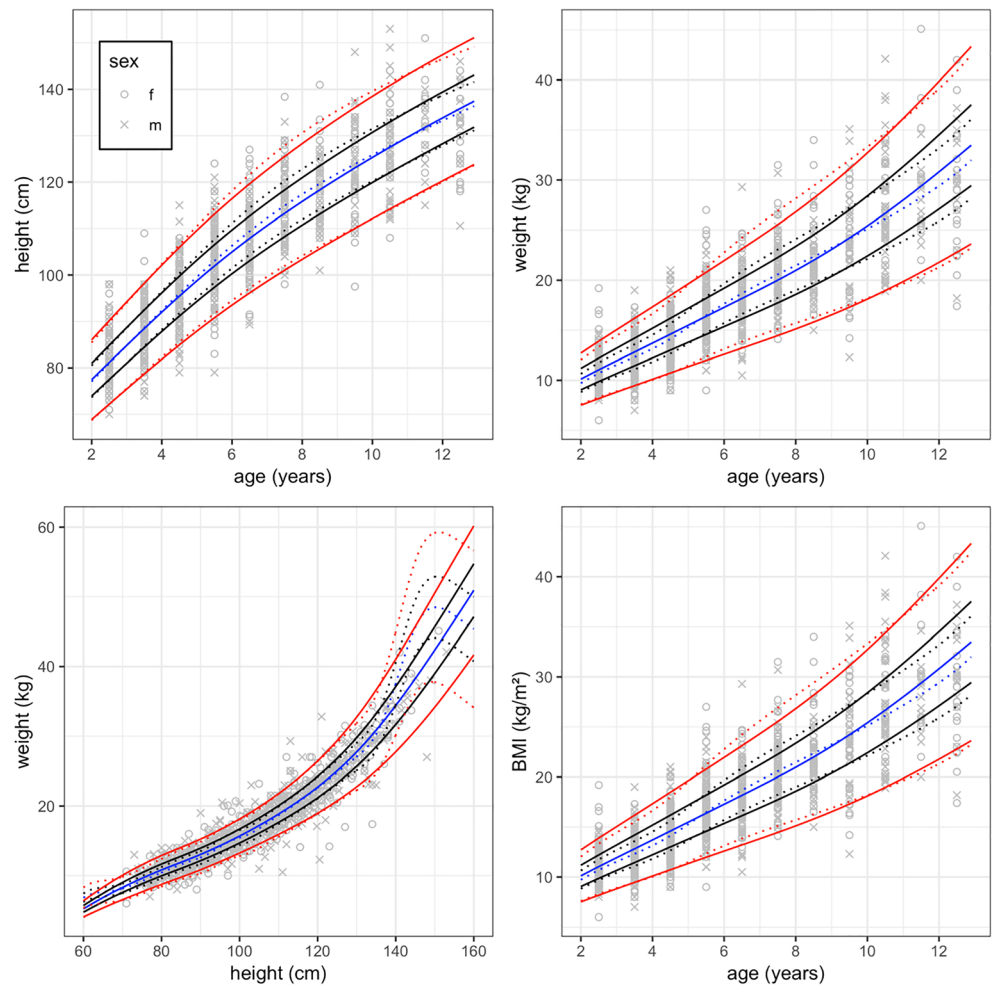 sex
f
m
height (cm)
140
120
100
80
2 4 6 8 10 12
age (years)
weight (kg)
40
30
20
10
2 4 6 8 10 12
age (years)
weight (kg)
60
40
20
60 80 100 120 140 160
height (cm)
BMI (kg/m²)
40
30
20
10
2 4 6 8 10 12
age (years)